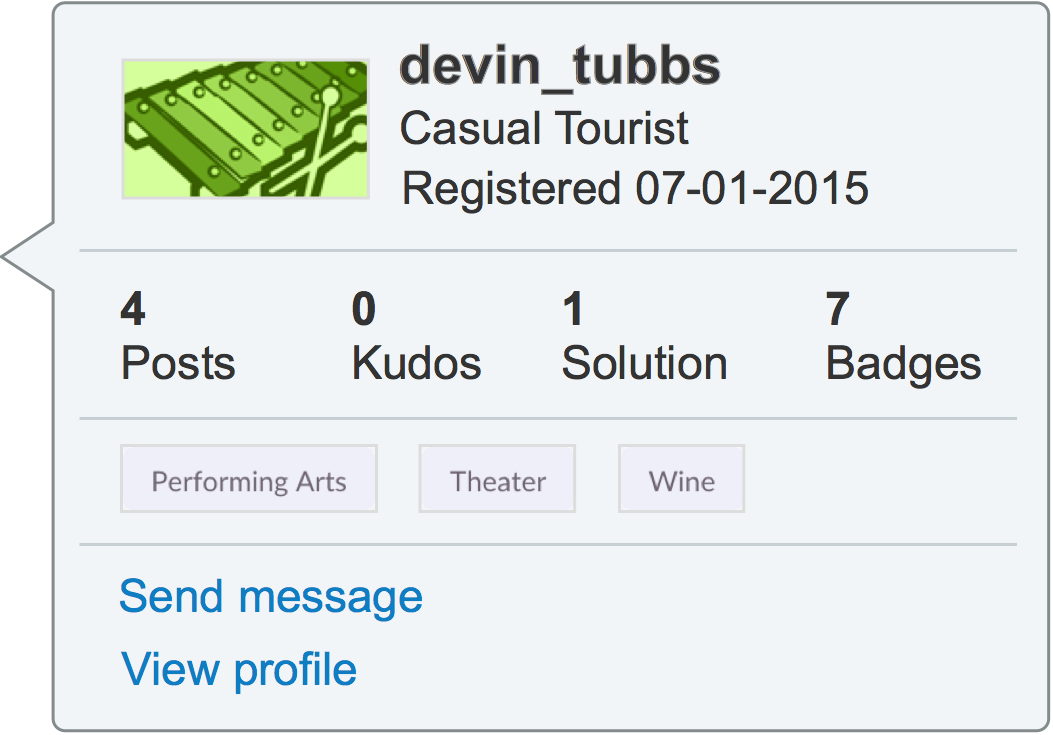 devin_tubbs
Casual Tourist
Registered 07-01-2015
4 0 1 7
Posts Kudos Solution Badges
Performing Arts Theater Wine
Send message
View profile